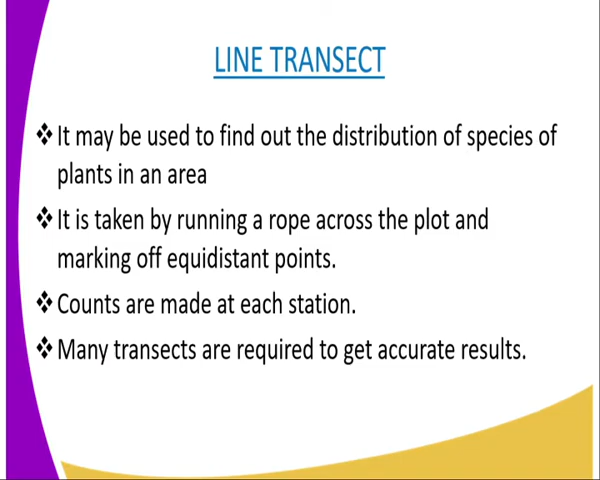 LINE TRANSECT
❖ It may be used to find out the distribution of species of
plants in an area
❖ It is taken by running a rope across the plot and
marking off equidistant points.
❖ Counts are made at each station.
❖ Many transects are required to get accurate results.